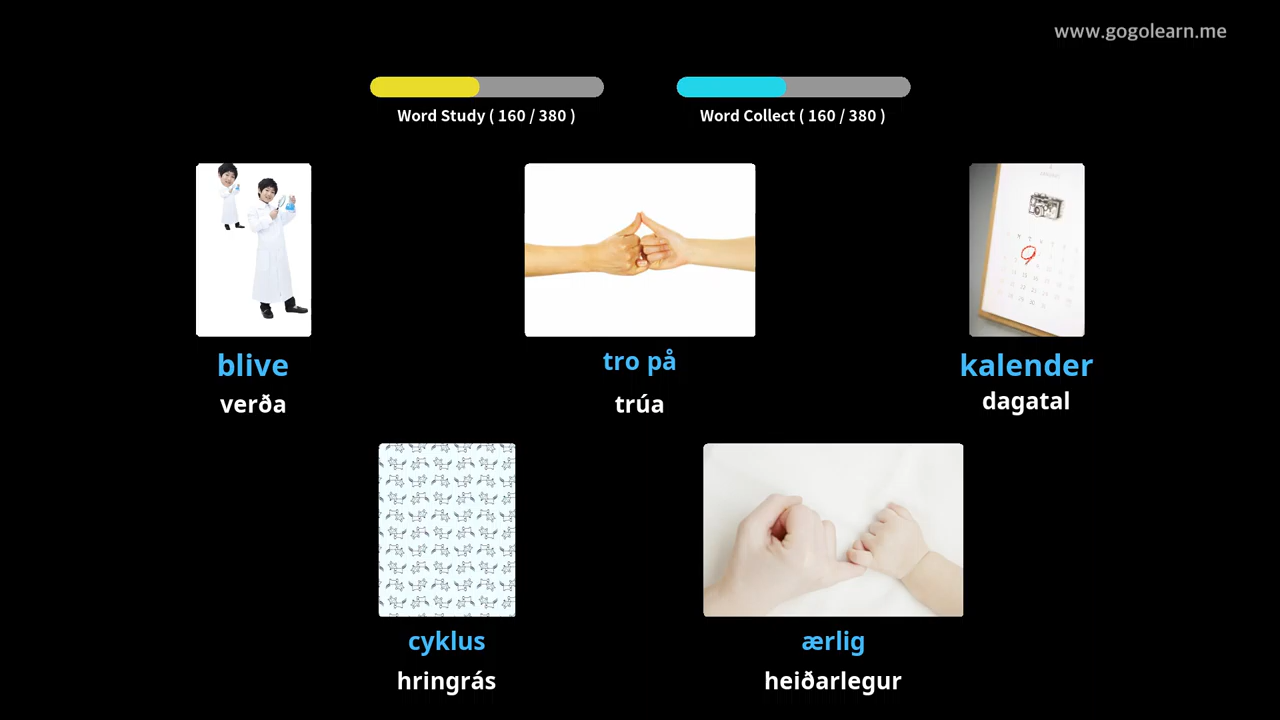 www.gogolearn.me
Word Study ( 160 / 380 )
Word Collect ( 160 / 380 )
blive
verða
tro på
trúa
kalender
dagatal
cyklus
hringrás
ærlig
heiðarlegur